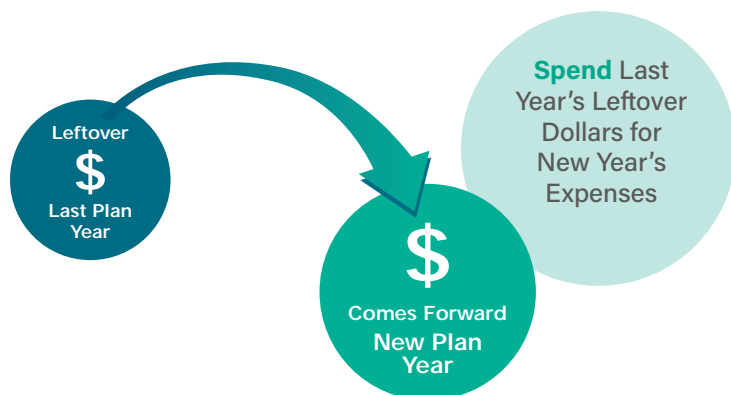 Leftover
$
Last Plan
Year
$
Comes Forward
New Plan
Year
Spend Last
Year's Leftover
Dollars for
New Year's
Expenses